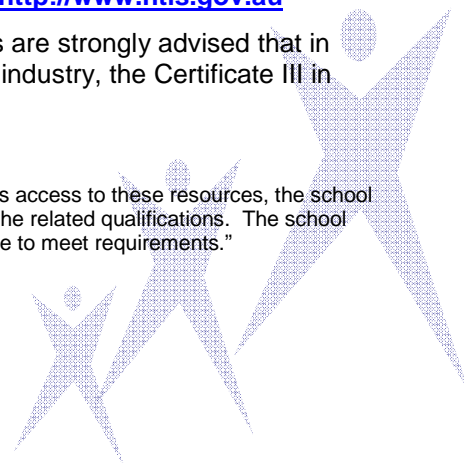 http://www.ntis.gov.au
s are strongly advised that in
industry, the Certificate III in
s access to these resources, the school
he related qualifications. The school
e to meet requirements.”